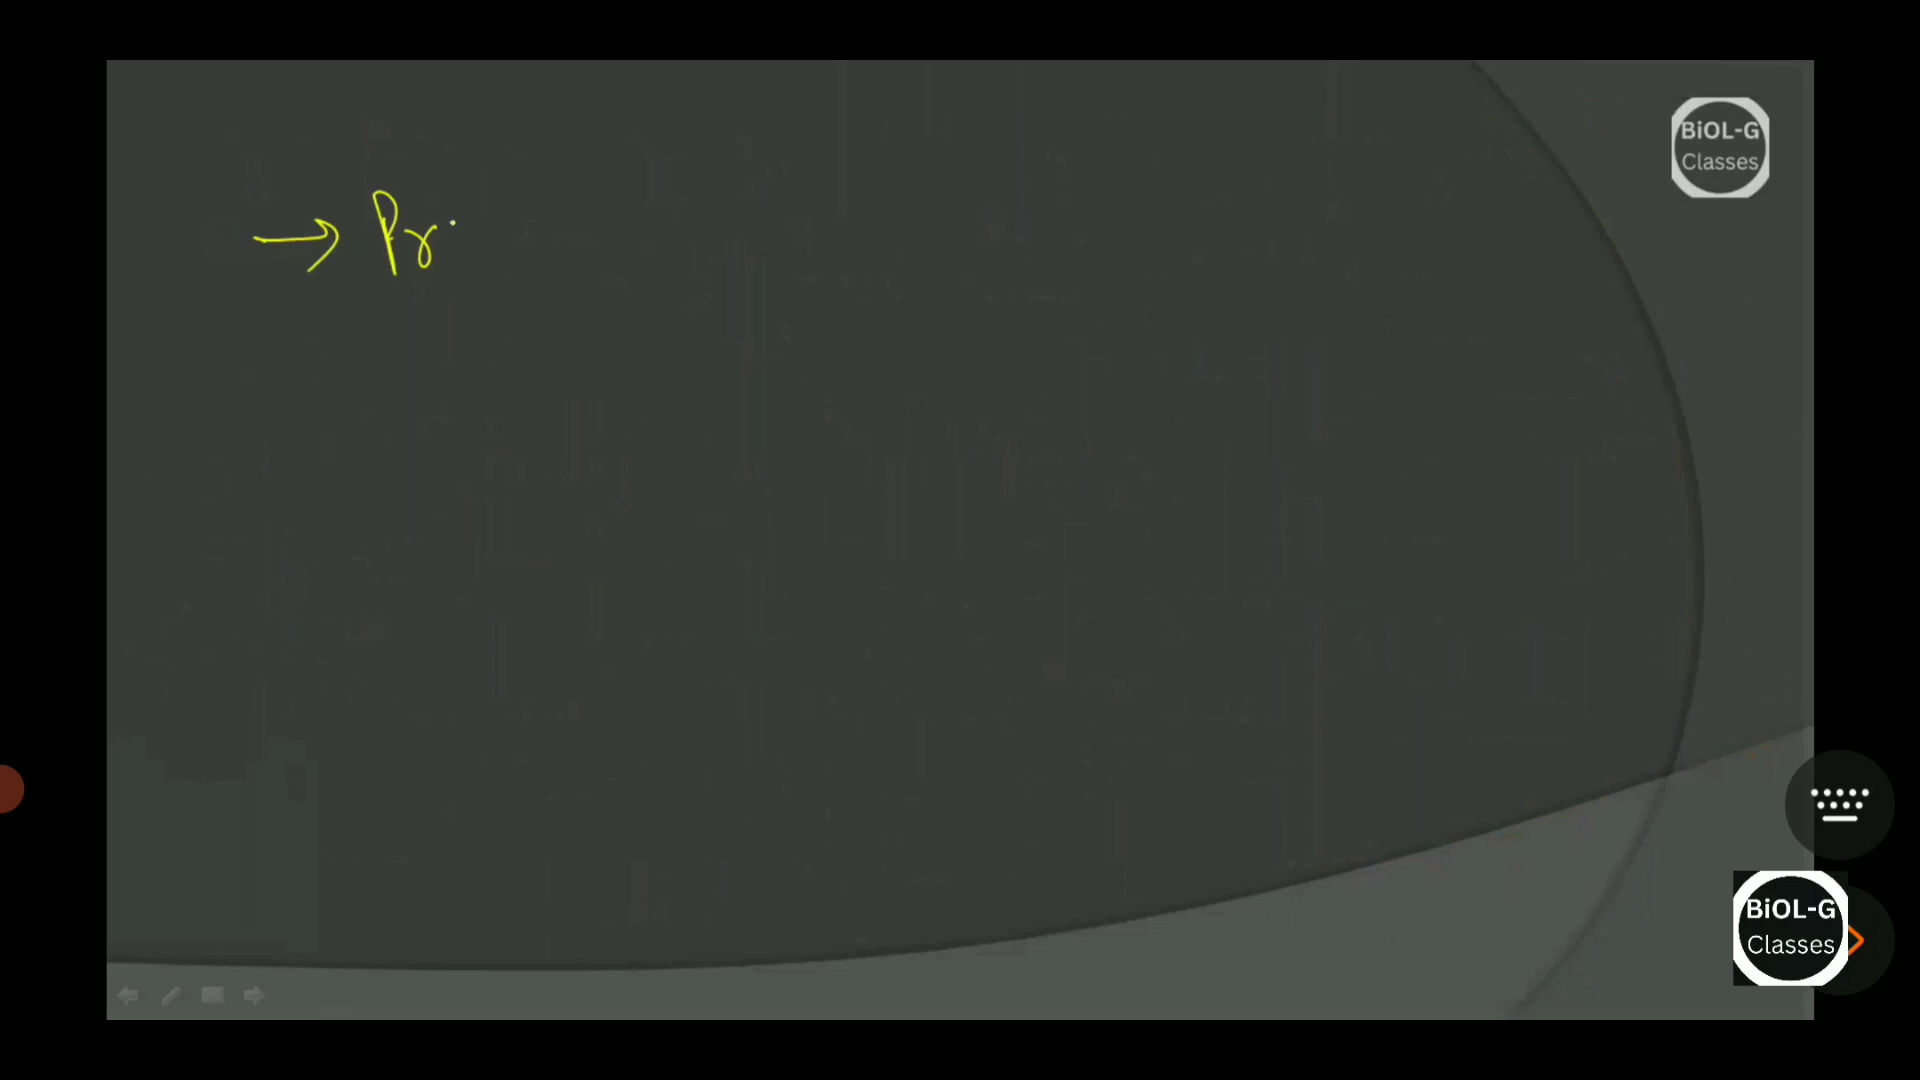 BiOL-G
Classes
→ Pr
BiOL-G
Classes